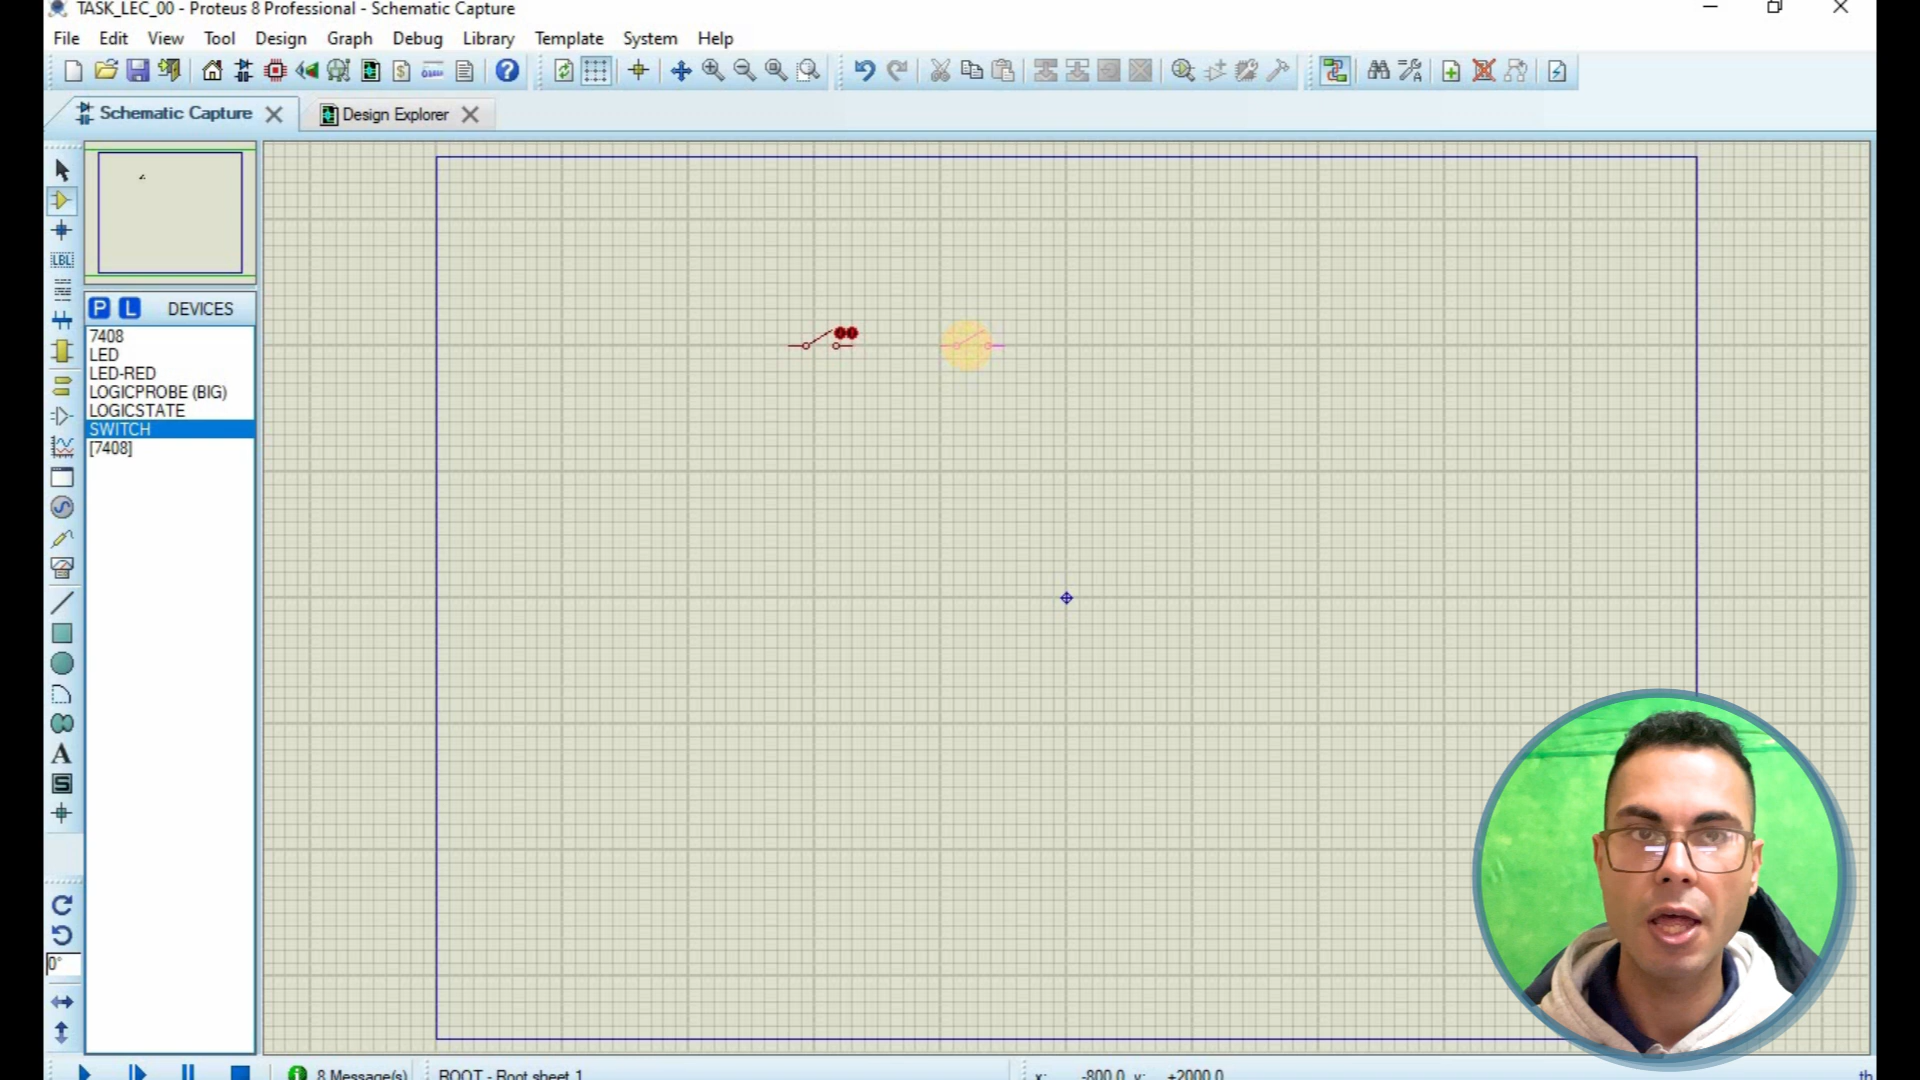 TASK_LEC_00 - Proteus 8 Professional - Schematic Capture
File Edit View Tool Design Graph Debug Library Template System Help
Schematic Capture
Design Explorer
LBL
P L DEVICES
7408
LED
LED-RED
LOGICPROBE (BIG)
LOGICSTATE
SWITCH
[7408]
A
S
0°
8 Message(s) ROOT - Root sheet 1 x: -800.0 y: +2000.0 th